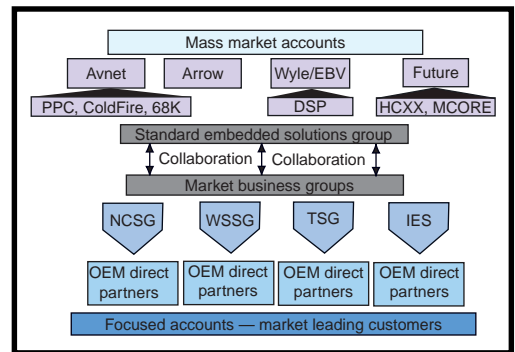 Mass market accounts
Avnet
Arrow
Wyle/EBV
Future
PPC, ColdFire, 68K
DSP
HCXX, MCORE
Standard embedded solutions group
Collaboration
Collaboration
Market business groups
NCSG
WSSG
TSG
IES
OEM direct
partners
OEM direct
partners
OEM direct
partners
OEM direct
partners
Focused accounts — market leading customers